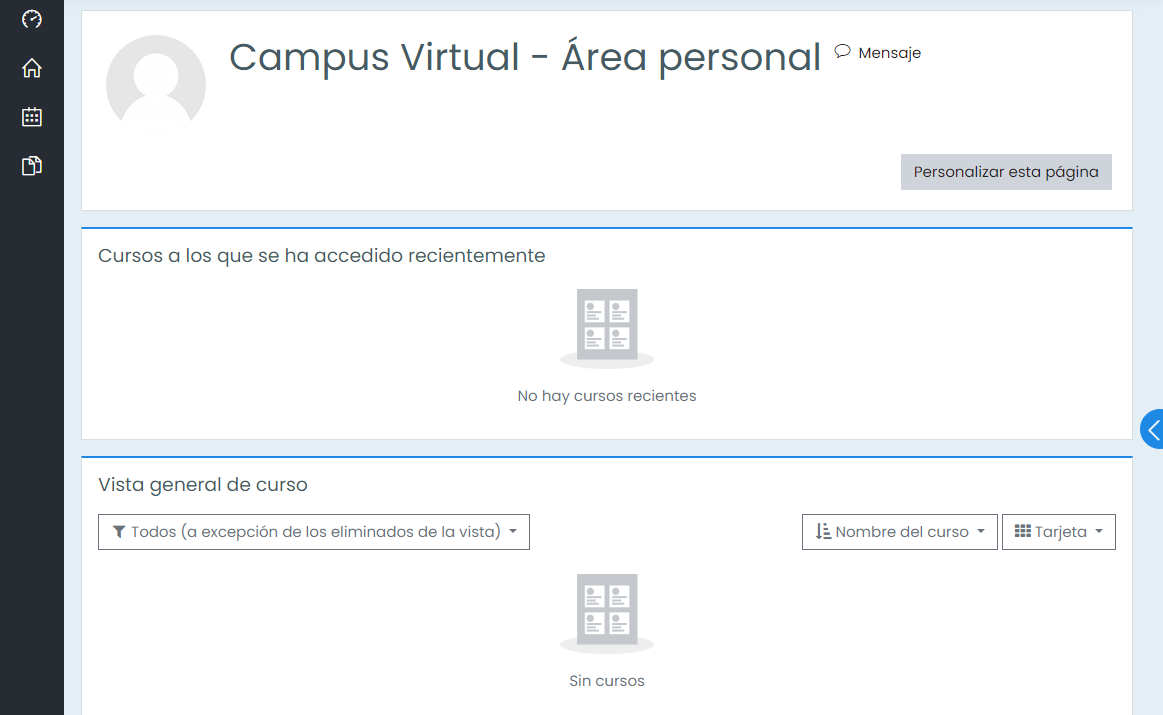 Campus Virtual - Área personal
Mensaje
Personalizar esta página
Cursos a los que se ha accedido recientemente
No hay cursos recientes
Vista general de curso
Todos (a excepción de los eliminados de la vista)
Nombre del curso
Tarjeta
Sin cursos